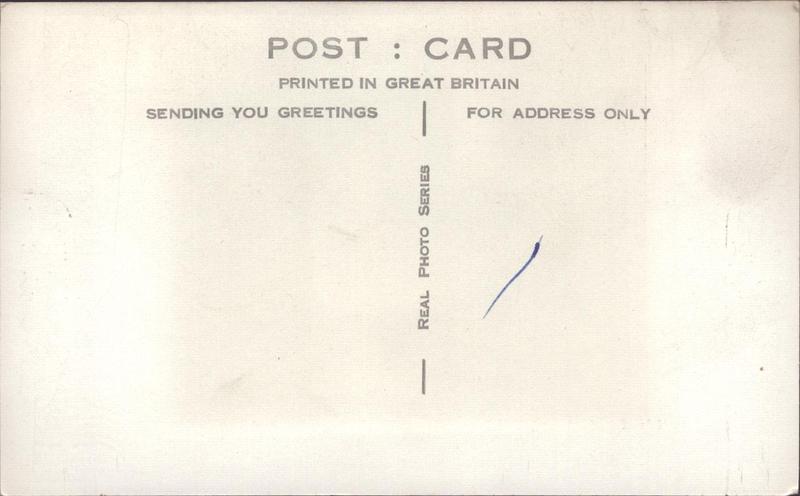 POST : CARD
PRINTED IN GREAT BRITAIN
SENDING YOU GREETINGS
FOR ADDRESS ONLY
REAL PHOTO SERIES